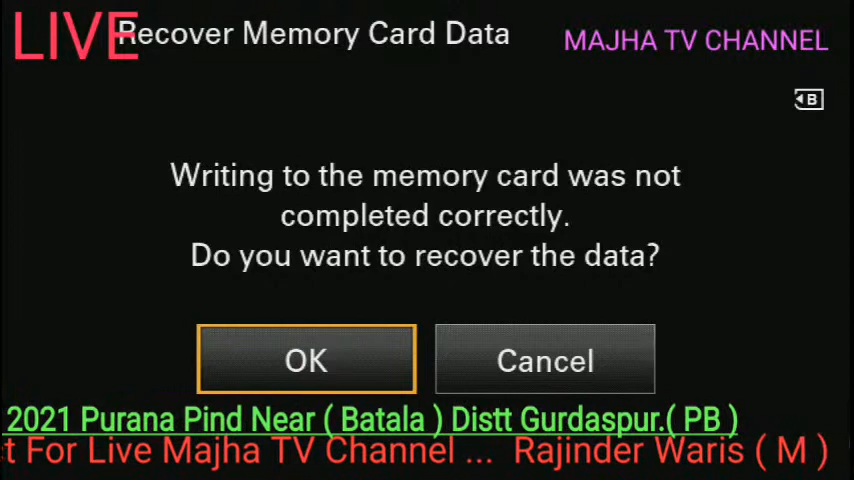 LIVE
Recover Memory Card Data
MAJHA TV CHANNEL
B
Writing to the memory card was not
completed correctly.
Do you want to recover the data?
OK
Cancel
2021 Purana Pind Near ( Batala ) Distt Gurdaspur.( PB )
t For Live Majha TV Channel ... Rajinder Waris ( M )